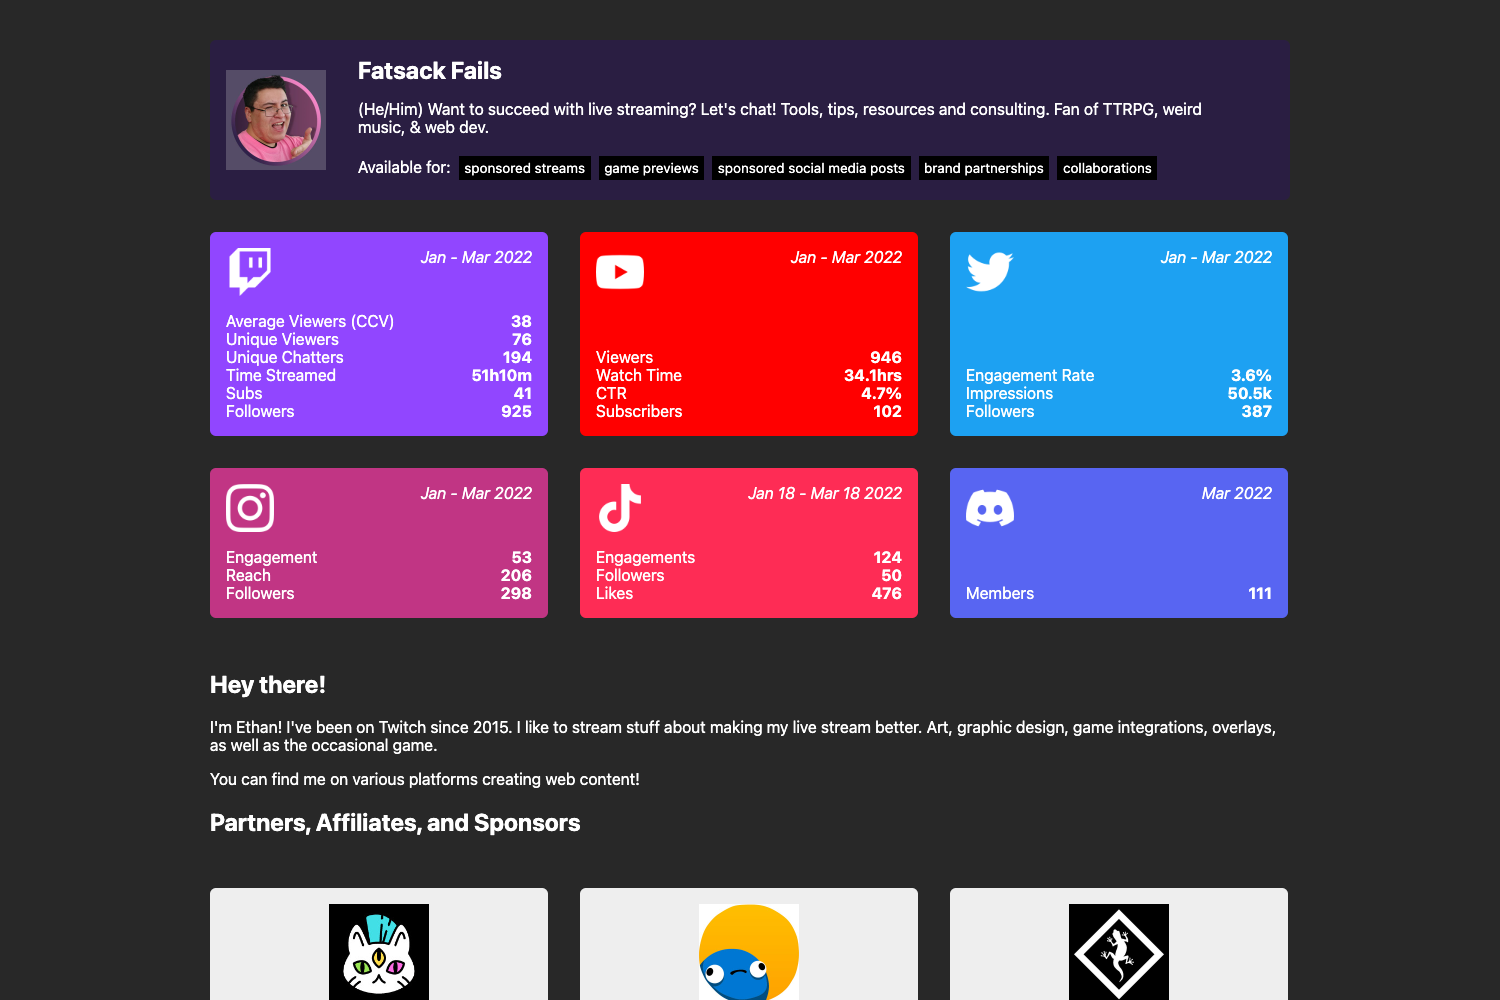 Fatsack Fails
(He/Him) Want to succeed with live streaming? Let's chat! Tools, tips, resources and consulting. Fan of TTRPG, weird
music, & web dev.
Available for: sponsored streams game previews sponsored social media posts brand partnerships collaborations
Jan - Mar 2022
Average Viewers (CCV) 38
Unique Viewers 76
Unique Chatters 194
Time Streamed 51h10m
Subs 41
Followers 925
Jan - Mar 2022
Viewers 946
Watch Time 34.1hrs
CTR 4.7%
Subscribers 102
Jan - Mar 2022
Engagement Rate 3.6%
Impressions 50.5k
Followers 387
Jan - Mar 2022
Engagement 53
Reach 206
Followers 298
Jan 18 - Mar 18 2022
Engagements 124
Followers 50
Likes 476
Mar 2022
Members 111
Hey there!
I'm Ethan! I've been on Twitch since 2015. I like to stream stuff about making my live stream better. Art, graphic design, game integrations, overlays,
as well as the occasional game.
You can find me on various platforms creating web content!
Partners, Affiliates, and Sponsors